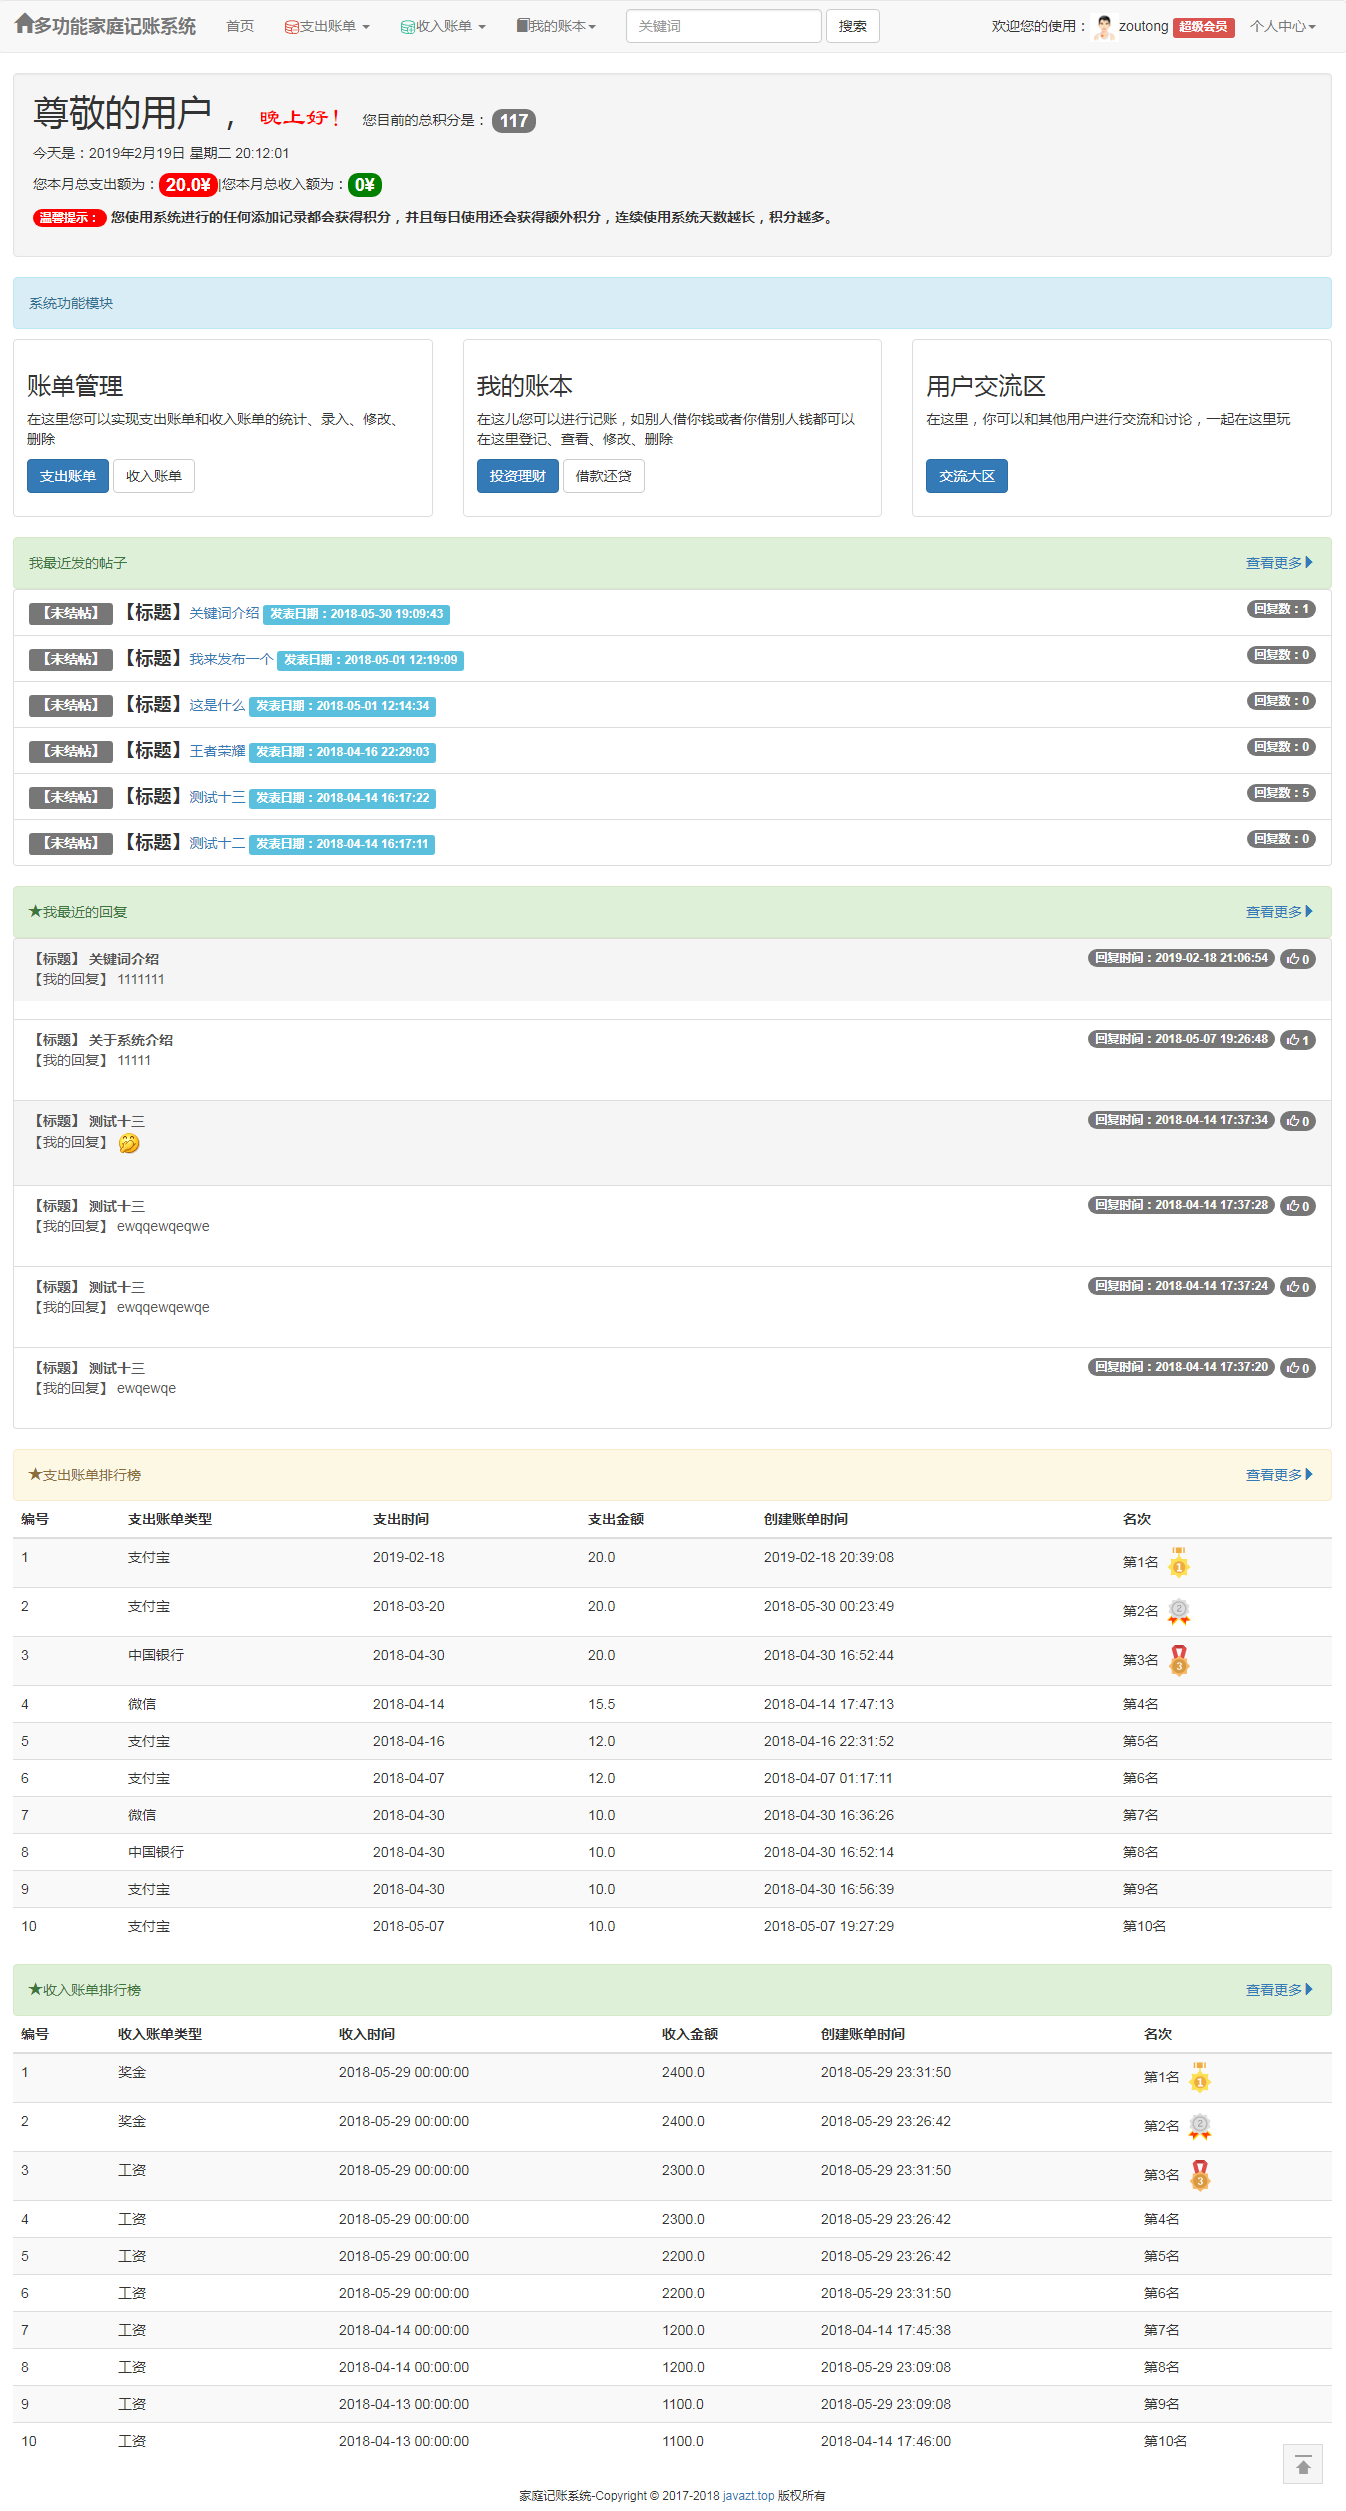 多功能家庭记账系统 首页 支出账单 收入账单 我的账本 关键词 搜索 欢迎您的使用： zoutong 超级会员 个人中心
尊敬的用户， 晚上好! 您目前的总积分是： 117
今天是：2019年2月19日 星期二 20:12:01
您本月总支出额为：20.0¥|您本月总收入额为：0¥
温馨提示： 您使用系统进行的任何添加记录都会获得积分，并且每日使用还会获得额外积分，连续使用系统天数越长，积分越多。
系统功能模块
账单管理
在这里您可以实现支出账单和收入账单的统计、录入、修改、
删除
支出账单 收入账单
我的账本
在这儿您可以进行记账，如别人借你钱或者你借别人钱都可以
在这里登记、查看、修改、删除
投资理财 借款还贷
用户交流区
在这里，你可以和其他用户进行交流和讨论，一起在这里玩
交流大区
我最近发的帖子 查看更多
【未结帖】 【标题】关键词介绍 发表日期：2018-05-30 19:09:43 回复数：1
【未结帖】 【标题】我来发布一个 发表日期：2018-05-01 12:19:09 回复数：0
【未结帖】 【标题】这是什么 发表日期：2018-05-01 12:14:34 回复数：0
【未结帖】 【标题】王者荣耀 发表日期：2018-04-16 22:29:03 回复数：0
【未结帖】 【标题】测试十三 发表日期：2018-04-14 16:17:22 回复数：5
【未结帖】 【标题】测试十二 发表日期：2018-04-14 16:17:11 回复数：0
★我最近的回复 查看更多
【标题】 关键词介绍 回复时间：2019-02-18 21:06:54 0
【我的回复】 1111111
【标题】 关于系统介绍 回复时间：2018-05-07 19:26:48 1
【我的回复】 11111
【标题】 测试十三 回复时间：2018-04-14 17:37:34 0
【我的回复】
【标题】 测试十三 回复时间：2018-04-14 17:37:28 0
【我的回复】 ewqqewqeqwe
【标题】 测试十三 回复时间：2018-04-14 17:37:24 0
【我的回复】 ewqqewqewqe
【标题】 测试十三 回复时间：2018-04-14 17:37:20 0
【我的回复】 ewqewqe
★支出账单排行榜 查看更多
编号 支出账单类型 支出时间 支出金额 创建账单时间 名次
1 支付宝 2019-02-18 20.0 2019-02-18 20:39:08 第1名 1
2 支付宝 2018-03-20 20.0 2018-05-30 00:23:49 第2名 2
3 中国银行 2018-04-30 20.0 2018-04-30 16:52:44 第3名 3
4 微信 2018-04-14 15.5 2018-04-14 17:47:13 第4名
5 支付宝 2018-04-16 12.0 2018-04-16 22:31:52 第5名
6 支付宝 2018-04-07 12.0 2018-04-07 01:17:11 第6名
7 微信 2018-04-30 10.0 2018-04-30 16:36:26 第7名
8 中国银行 2018-04-30 10.0 2018-04-30 16:52:14 第8名
9 支付宝 2018-04-30 10.0 2018-04-30 16:56:39 第9名
10 支付宝 2018-05-07 10.0 2018-05-07 19:27:29 第10名
★收入账单排行榜 查看更多
编号 收入账单类型 收入时间 收入金额 创建账单时间 名次
1 奖金 2018-05-29 00:00:00 2400.0 2018-05-29 23:31:50 第1名 1
2 奖金 2018-05-29 00:00:00 2400.0 2018-05-29 23:26:42 第2名 2
3 工资 2018-05-29 00:00:00 2300.0 2018-05-29 23:31:50 第3名 3
4 工资 2018-05-29 00:00:00 2300.0 2018-05-29 23:26:42 第4名
5 工资 2018-05-29 00:00:00 2200.0 2018-05-29 23:26:42 第5名
6 工资 2018-05-29 00:00:00 2200.0 2018-05-29 23:31:50 第6名
7 工资 2018-04-14 00:00:00 1200.0 2018-04-14 17:45:38 第7名
8 工资 2018-04-14 00:00:00 1200.0 2018-05-29 23:09:08 第8名
9 工资 2018-04-13 00:00:00 1100.0 2018-05-29 23:09:08 第9名
10 工资 2018-04-13 00:00:00 1100.0 2018-04-14 17:46:00 第10名
家庭记账系统-Copyright © 2017-2018 javazt.top 版权所有